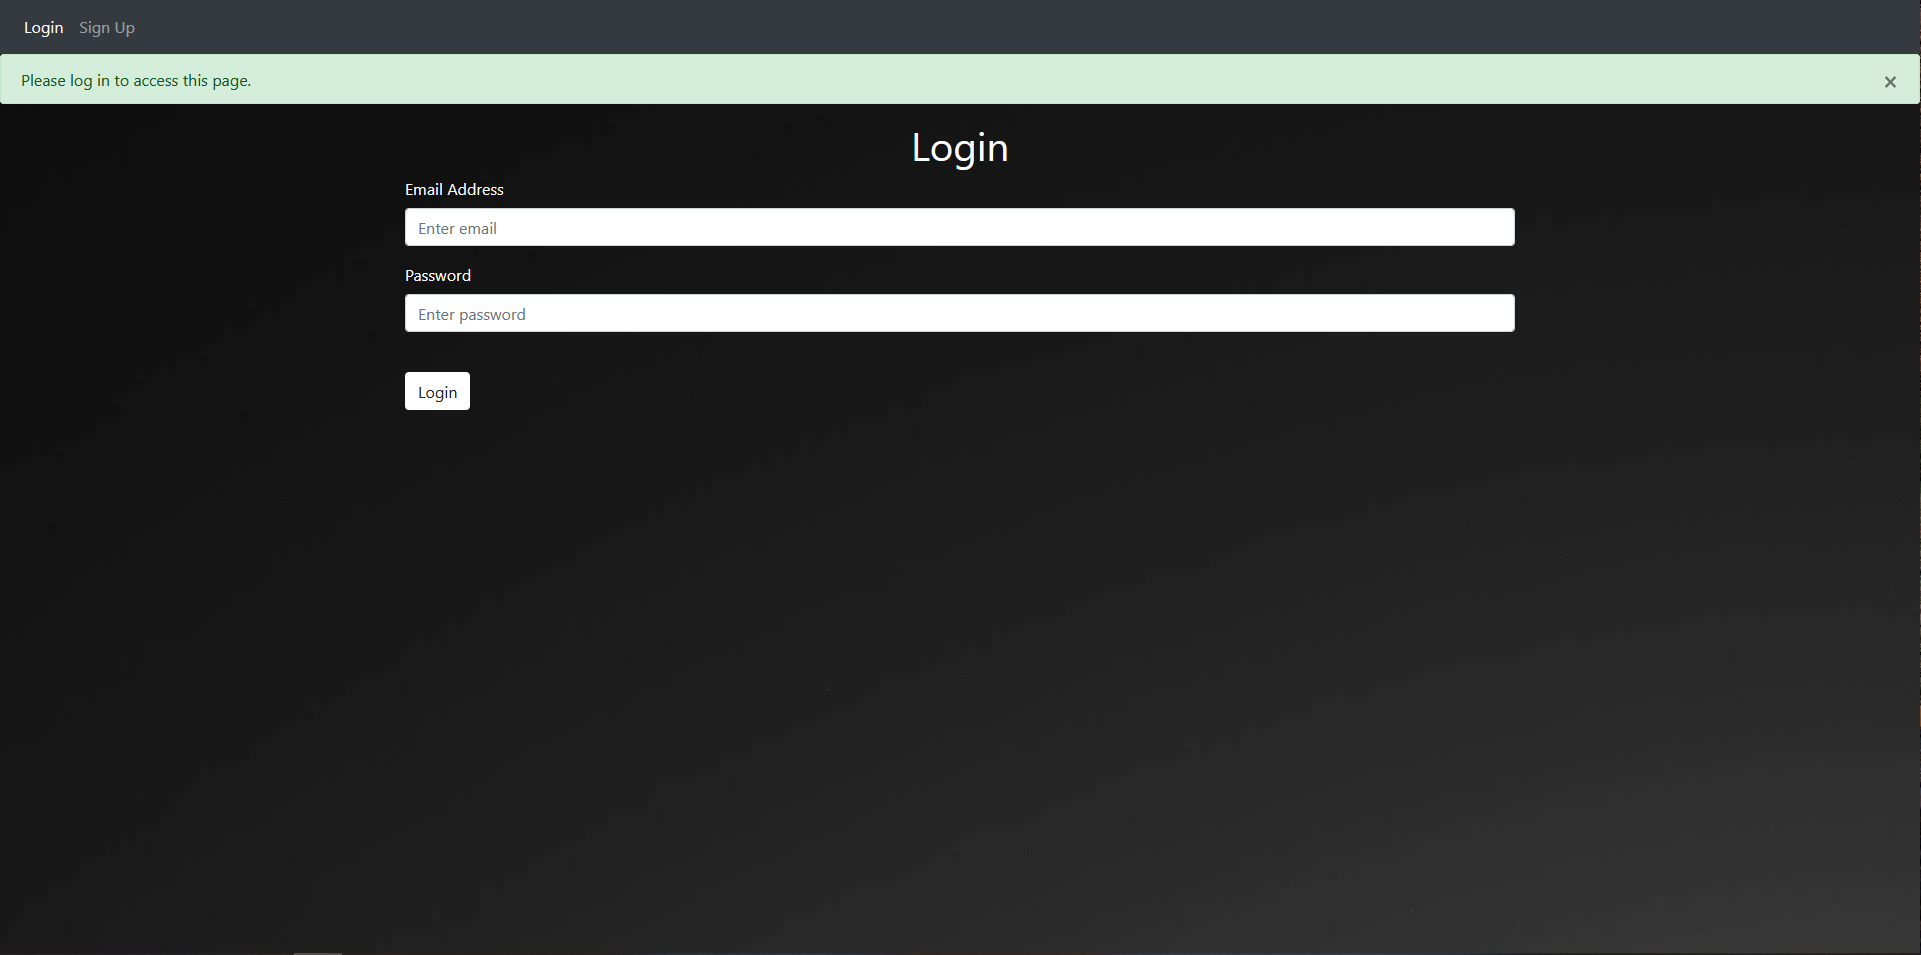 Login Sign Up
Please log in to access this page. ×
Login
Email Address
Enter email
Password
Enter password
Login